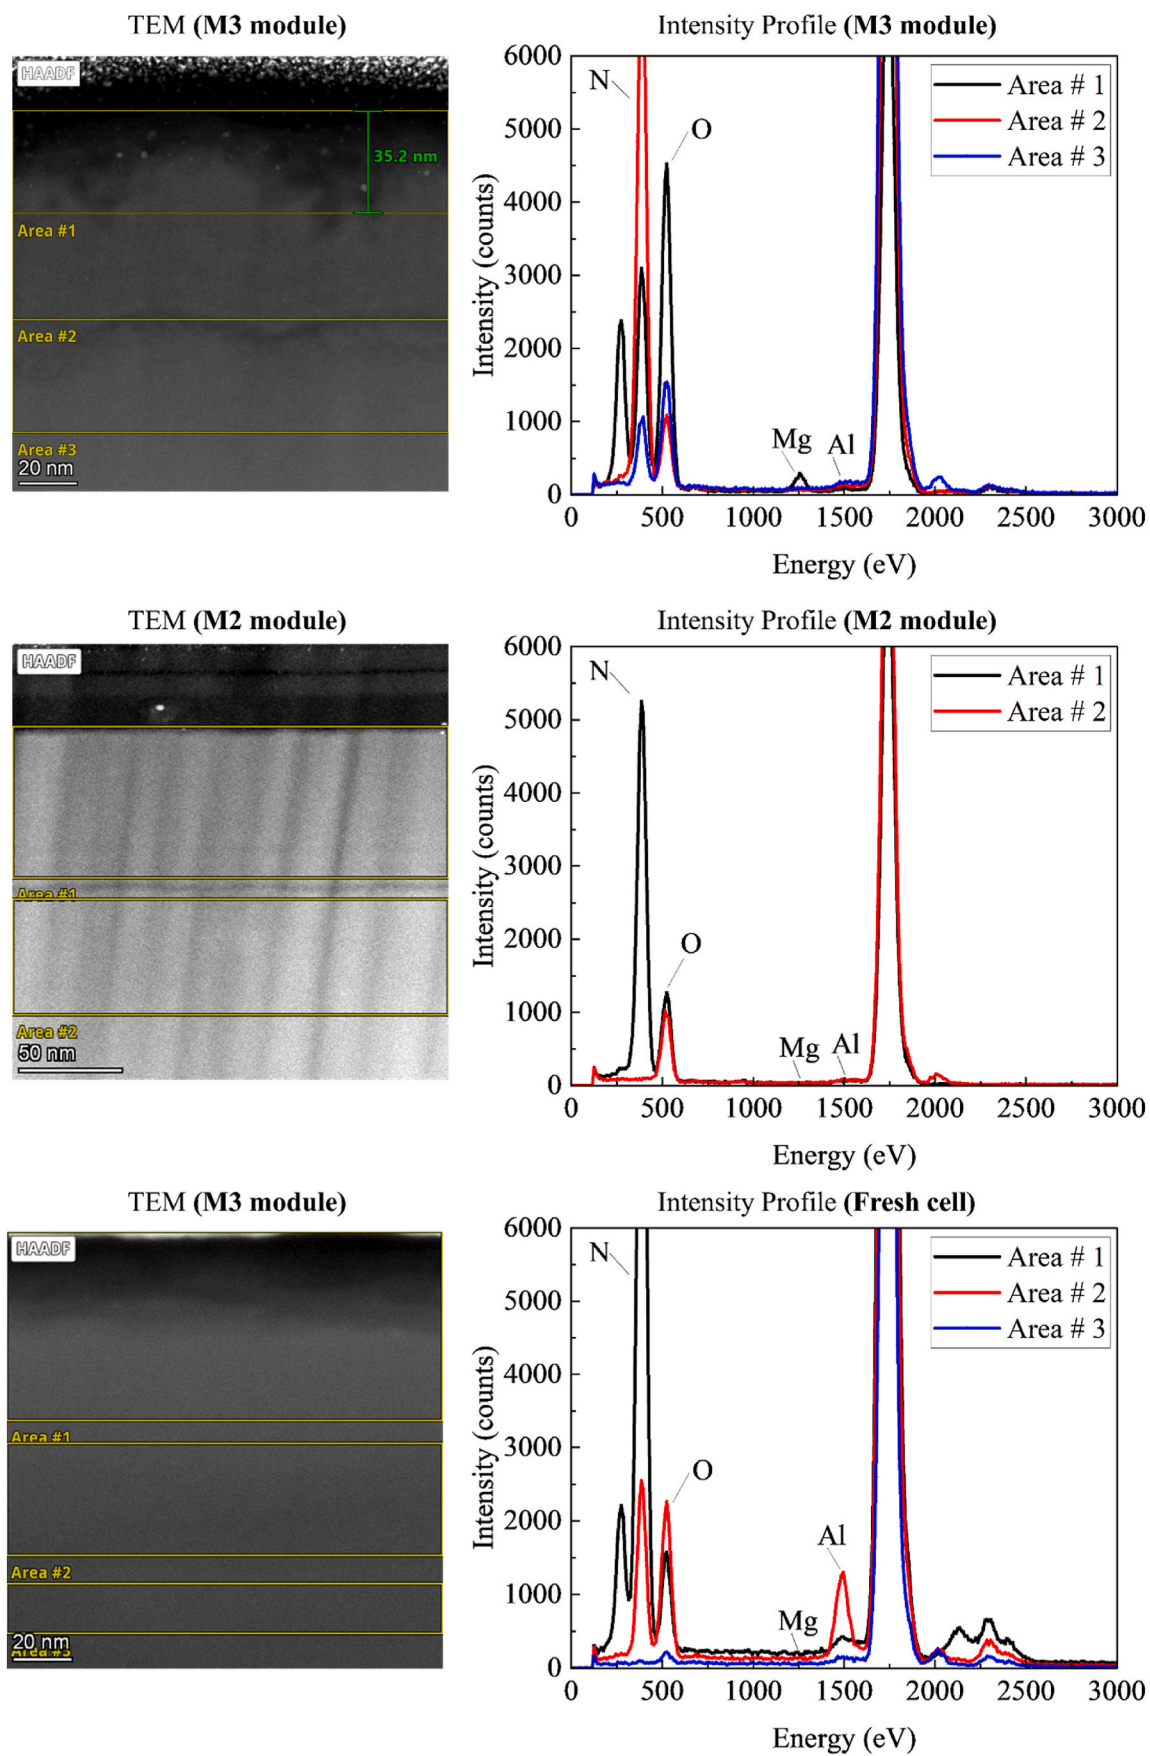 TEM (M3 module)
Intensity Profile (M3 module)
HAADF
35.2 nm
Area #1
Area #2
Area #3
20 nm
Intensity (counts)
6000
5000
4000
3000
2000
1000
0
N
O
Mg
Al
Area # 1
Area # 2
Area # 3
0 500 1000 1500 2000 2500 3000
Energy (eV)
TEM (M2 module)
Intensity Profile (M2 module)
HAADF
Area #1
Area #2
50 nm
Intensity (counts)
6000
5000
4000
3000
2000
1000
0
N
O
Mg
Al
Area # 1
Area # 2
0 500 1000 1500 2000 2500 3000
Energy (eV)
TEM (M3 module)
Intensity Profile (Fresh cell)
HAADF
Area #1
Area #2
20 nm
Area #3
Intensity (counts)
6000
5000
4000
3000
2000
1000
0
N
O
Al
Mg
Area # 1
Area # 2
Area # 3
0 500 1000 1500 2000 2500 3000
Energy (eV)